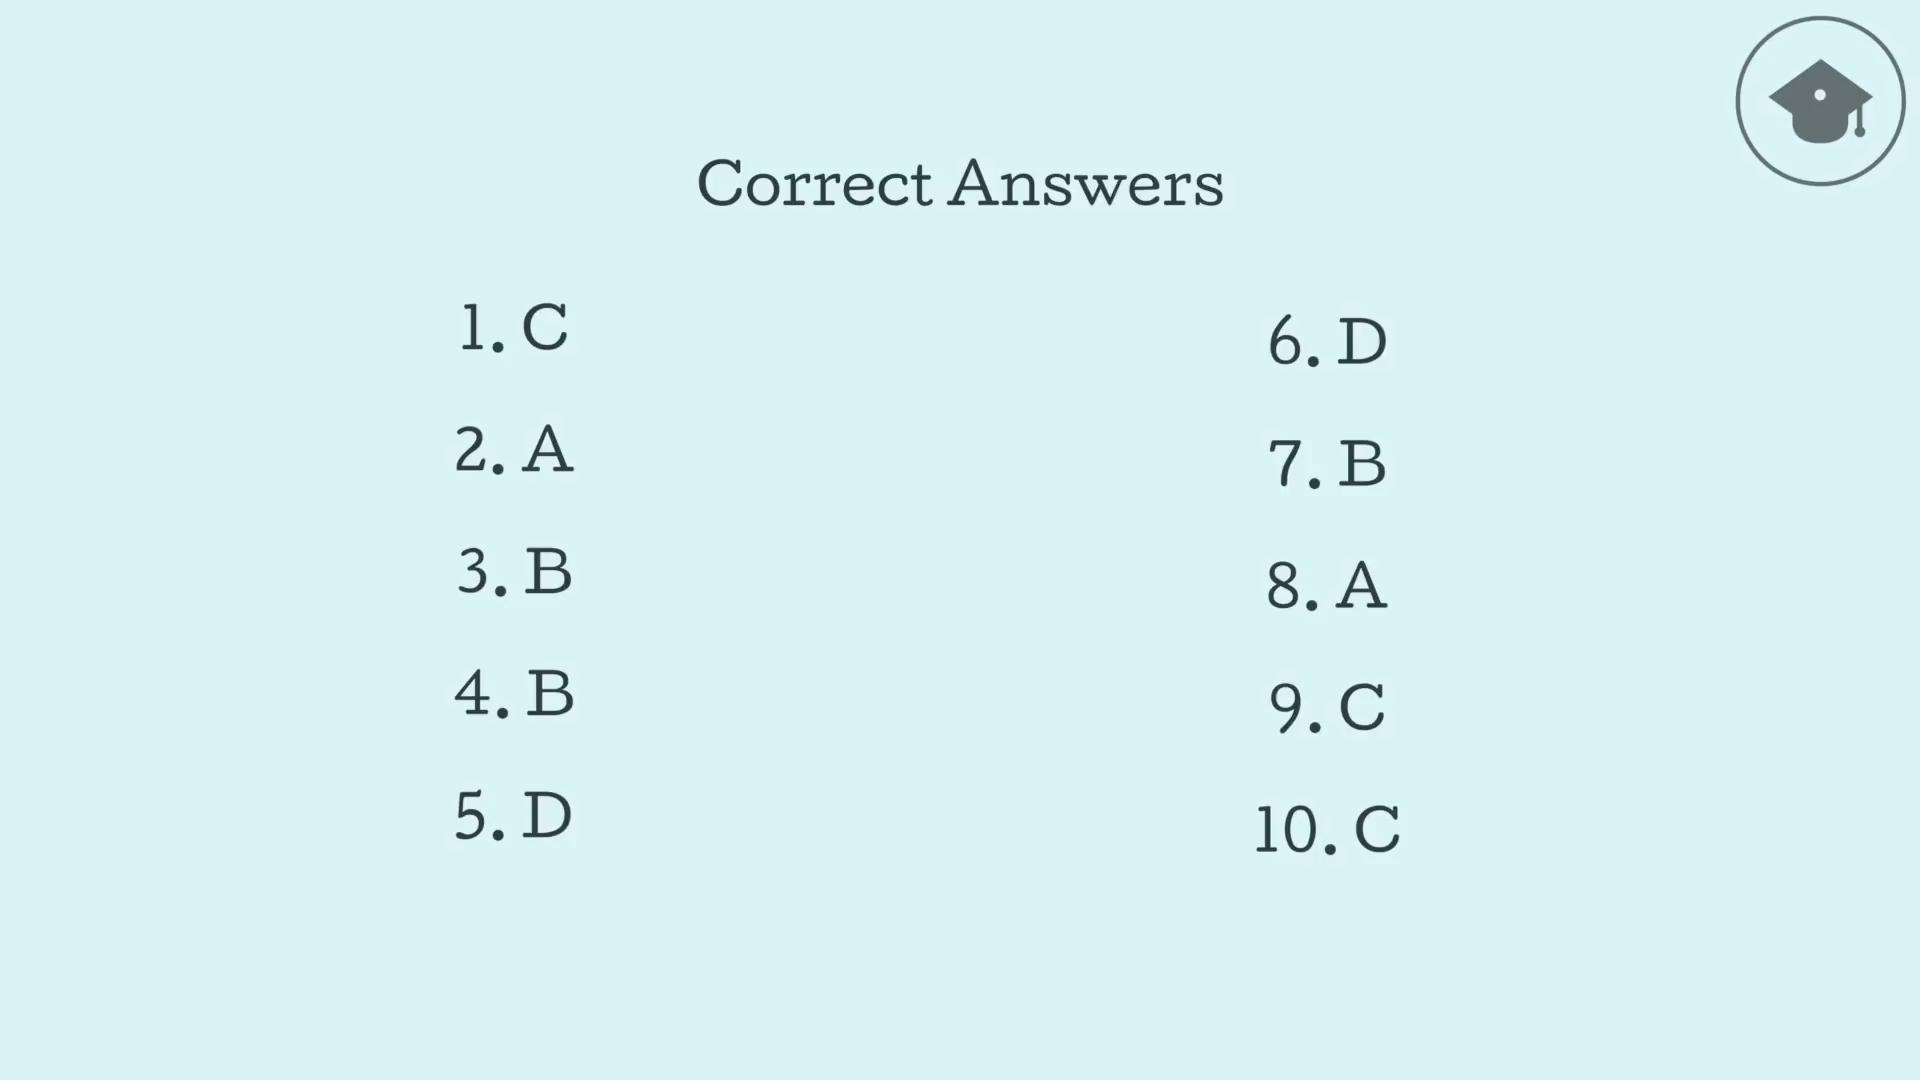 Correct Answers
1. C
2. A
3. B
4. B
5. D
6. D
7. B
8. A
9. C
10. C